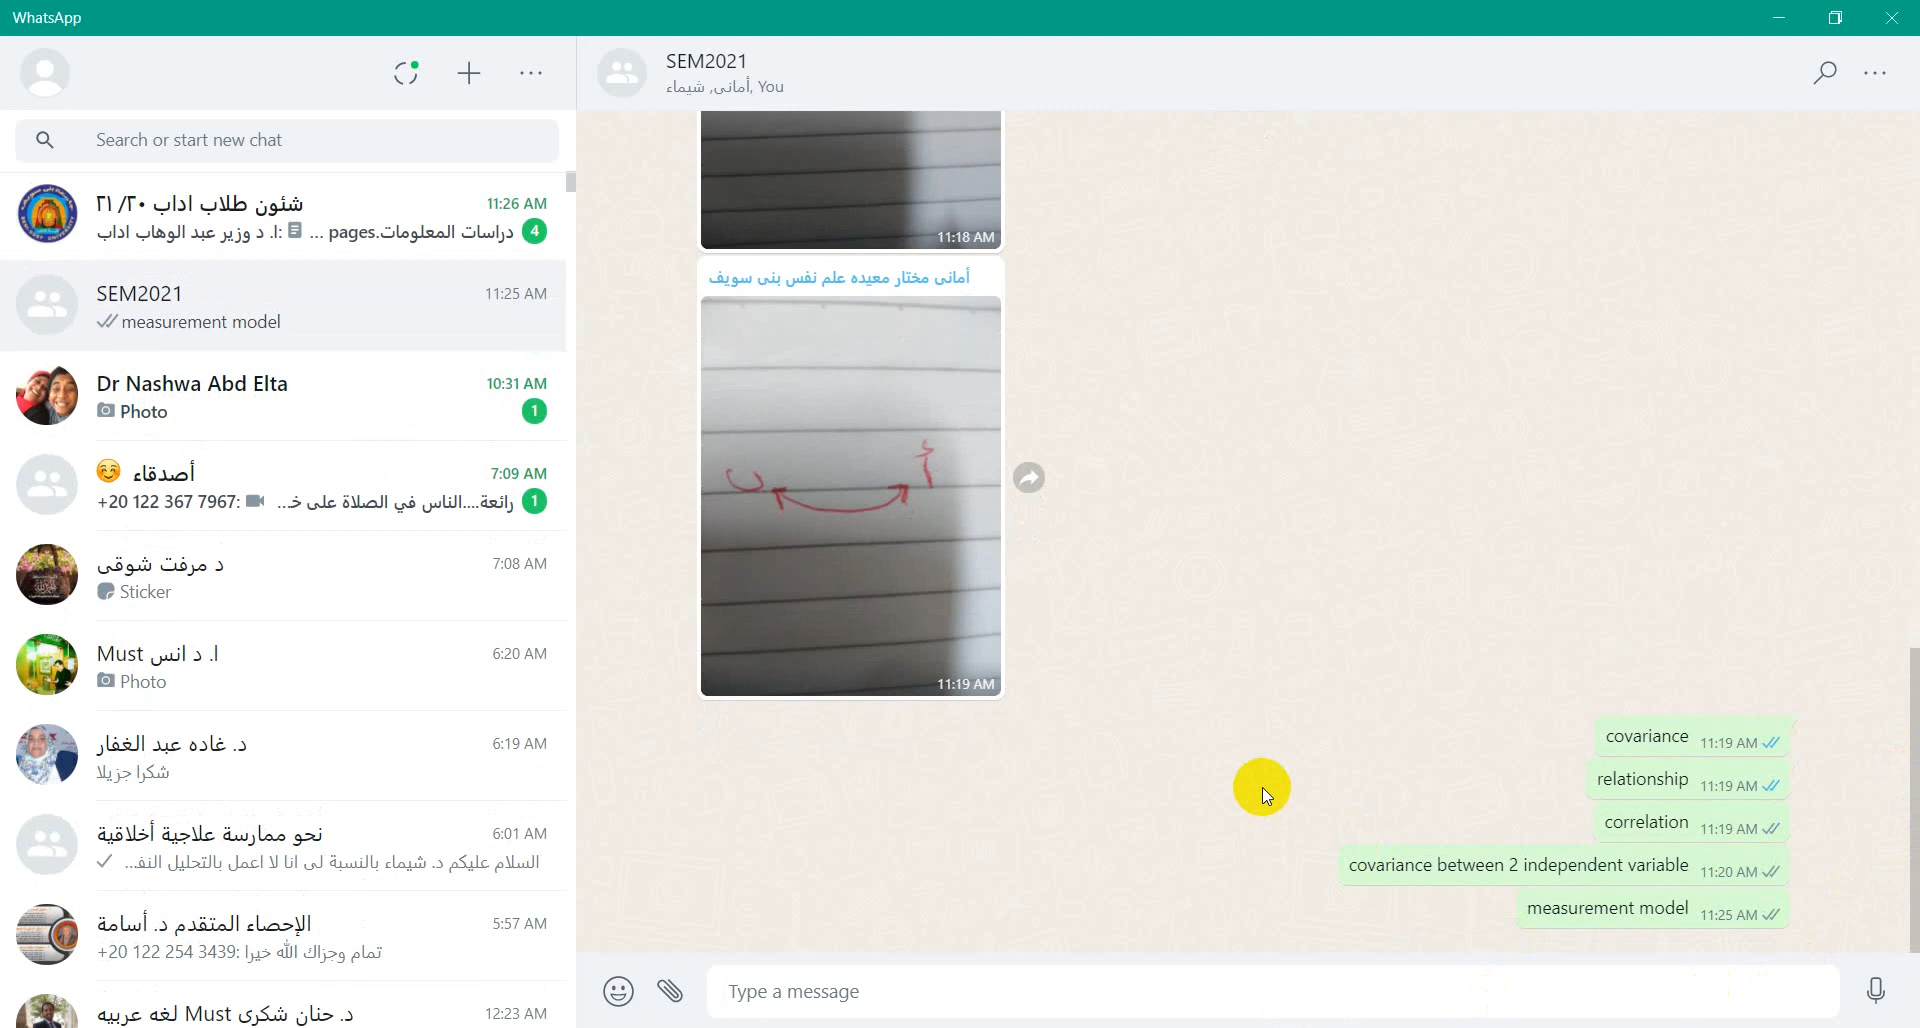 WhatsApp
Search or start new chat
شئون طلاب اداب ٢٠/ ٢١
11:26 AM
ا. د وزير عبد الوهاب اداب: دراسات المعلومات.pages ...
4
SEM2021
11:25 AM
measurement model
Dr Nashwa Abd Elta
10:31 AM
Photo
1
أصدقاء
7:09 AM
+20 122 367 7967: رائعة....الناس في الصلاة على خـ...
1
د مرفت شوقى
7:08 AM
Sticker
ا. د انس Must
6:20 AM
Photo
د. غاده عبد الغفار
6:19 AM
شكرا جزيلا
نحو ممارسة علاجية أخلاقية
6:01 AM
السلام عليكم د. شيماء بالنسبة لى انا لا اعمل بالتحليل النفـ...
الإحصاء المتقدم د. أسامة
5:57 AM
+20 122 254 3439: تمام وجزاك الله خيرا
د. حنان شكرى Must لغه عربيه
12:23 AM
SEM2021
أمانى, شيماء, You
11:18 AM
أمانى مختار معيده علم نفس بنى سويف
أ
ب
11:19 AM
covariance 11:19 AM
relationship 11:19 AM
correlation 11:19 AM
covariance between 2 independent variable 11:20 AM
measurement model 11:25 AM
Type a message